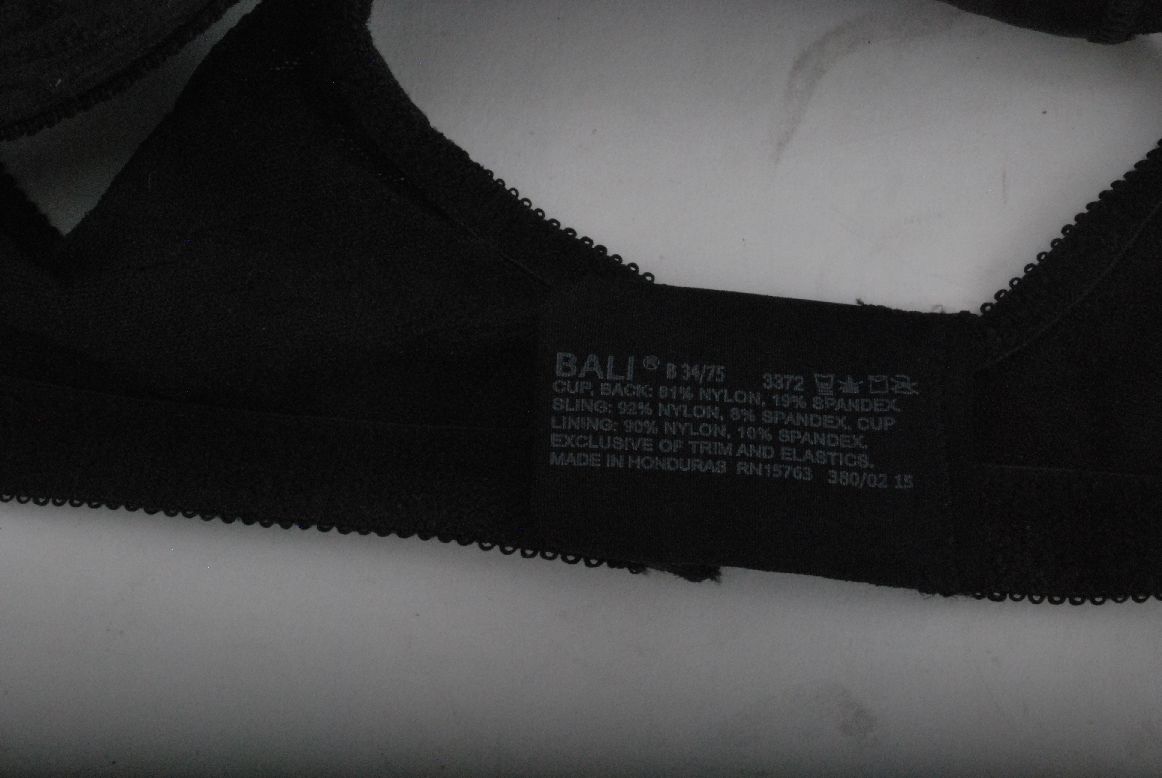 BALI® B 34/75 3372
CUP, BACK: 81% NYLON, 19% SPANDEX.
SLING: 92% NYLON, 8% SPANDEX. CUP
LINING: 90% NYLON, 10% SPANDEX.
EXCLUSIVE OF TRIM AND ELASTICS.
MADE IN HONDURAS RN15763 380/02 15